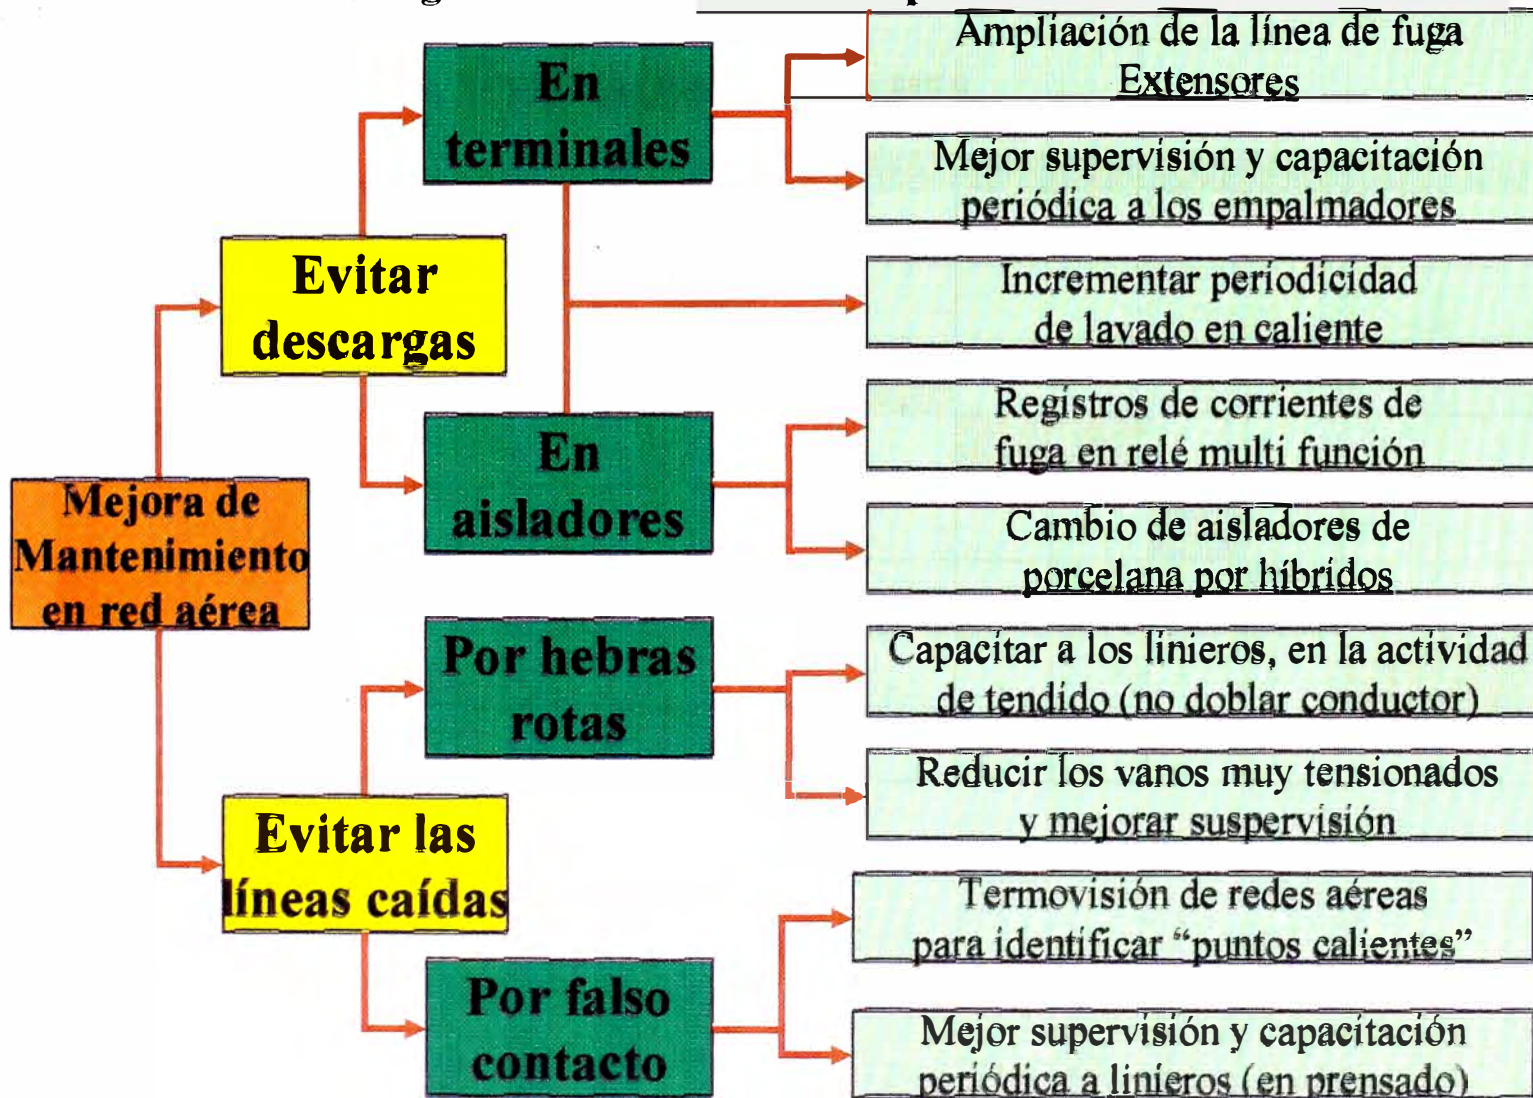 En
terminales
Evitar
descargas
En
aisladores
Mejora de
Mantenimiento
en red aérea
Por hebras
rotas
Evitar las
líneas caídas
Por falso
contacto
Ampliación de la línea de fuga
Extensores
Mejor supervisión y capacitación
periódica a los empalmadores
Incrementar periodicidad
de lavado en caliente
Registros de corrientes de
fuga en relé multi función
Cambio de aisladores de
porcelana por híbridos
Capacitar a los linieros, en la actividad
de tendido (no doblar conductor)
Reducir los vanos muy tensionados
y mejorar suspervisión
Termovisión de redes aéreas
para identificar “puntos calientes”
Mejor supervisión y capacitación
periódica a linieros (en prensado)